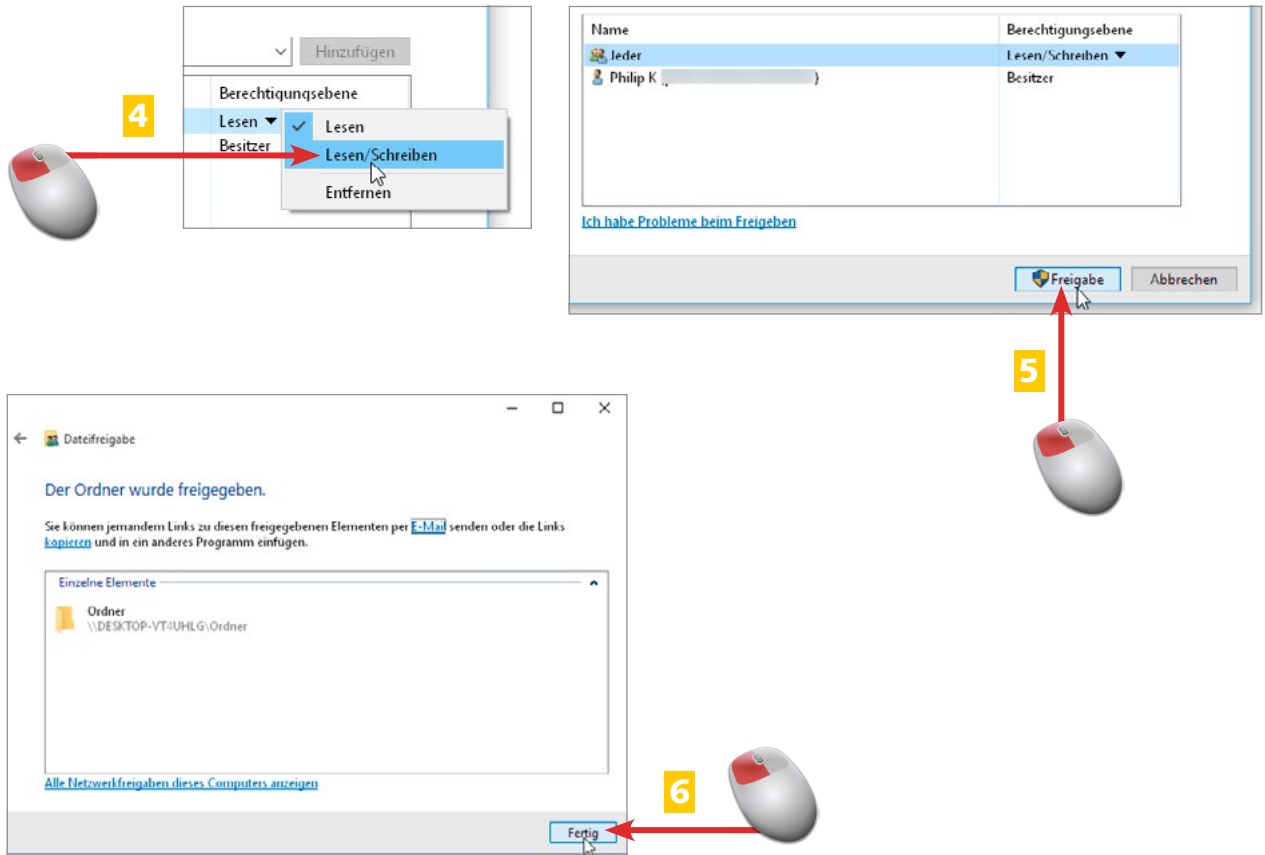 Hinzufügen
Berechtigungsebene
Lesen
Besitzer
Lesen
Lesen/Schreiben
Entfernen
4
Name Berechtigungsebene
Jeder Lesen/Schreiben
Philip K Besitzer
Ich habe Probleme beim Freigeben
Freigabe Abbrechen
5
Dateifreigabe
Der Ordner wurde freigegeben.
Sie können jemandem Links zu diesen freigegebenen Elementen per E-Mail senden oder die Links
kopieren und in ein anderes Programm einfügen.
Einzelne Elemente
Ordner
\\DESKTOP-VT4UHLG\Ordner
Alle Netzwerkfreigaben dieses Computers anzeigen
Fertig
6